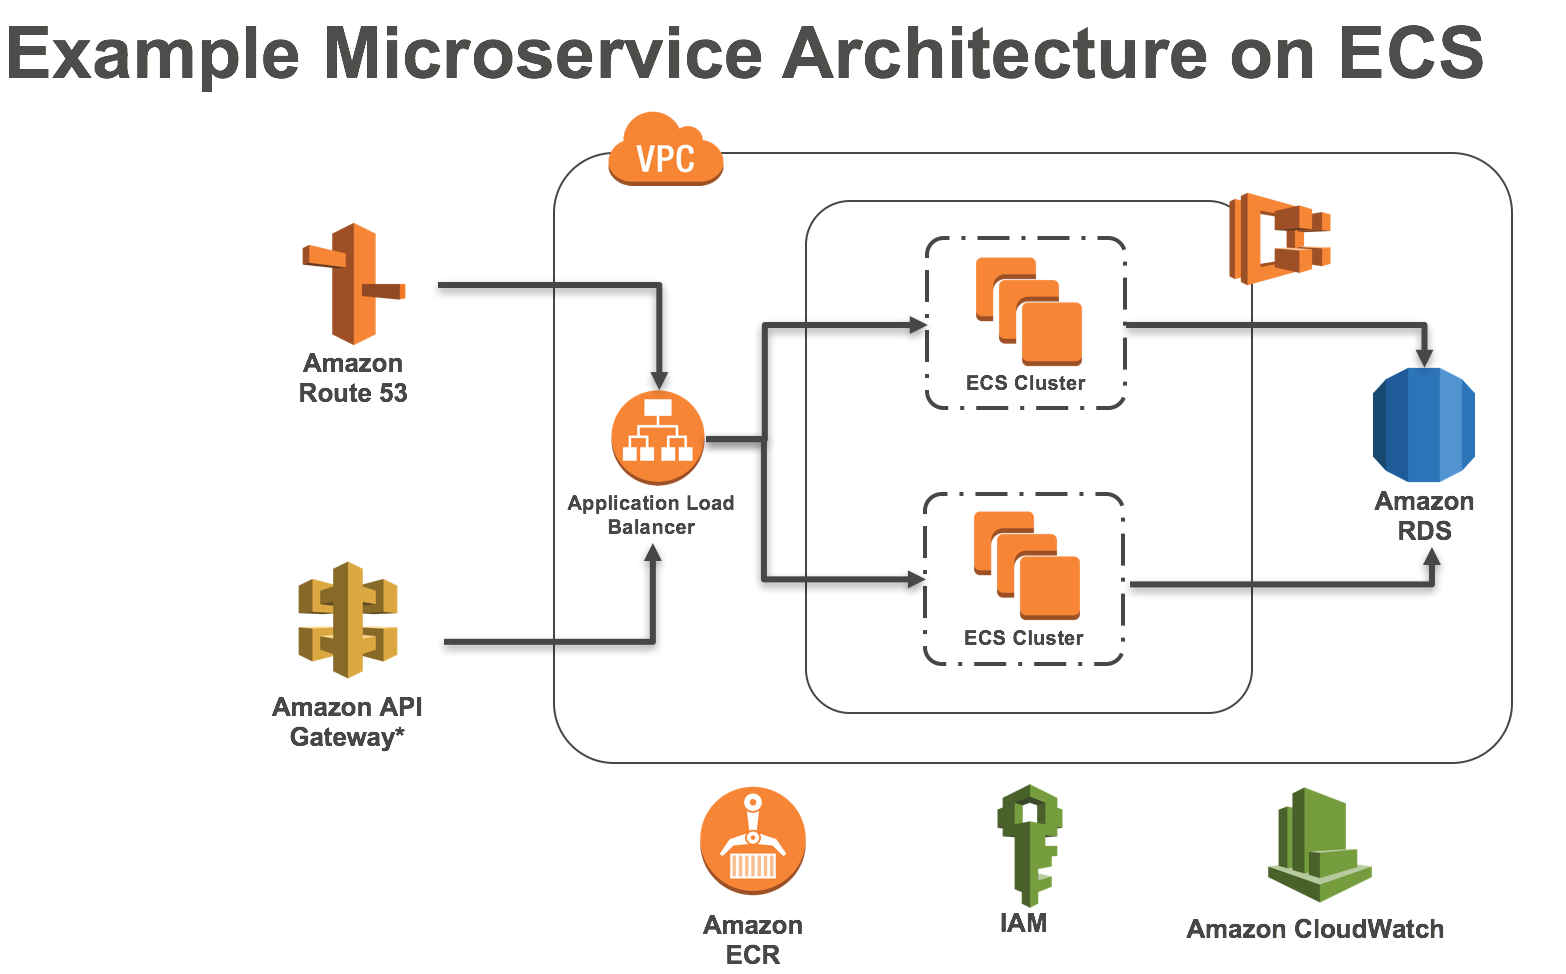 Example Microservice Architecture on ECS
VPC
Amazon
Route 53
ECS Cluster
Application Load
Balancer
Amazon
RDS
ECS Cluster
Amazon API
Gateway*
Amazon
ECR
IAM
Amazon CloudWatch